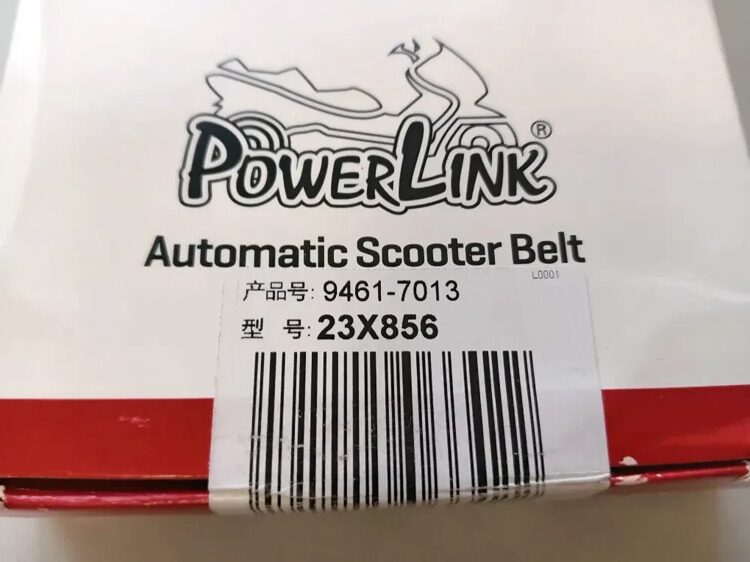 POWERLINK®
Automatic Scooter Belt
L0001
产品号: 9461-7013
型 号: 23X856